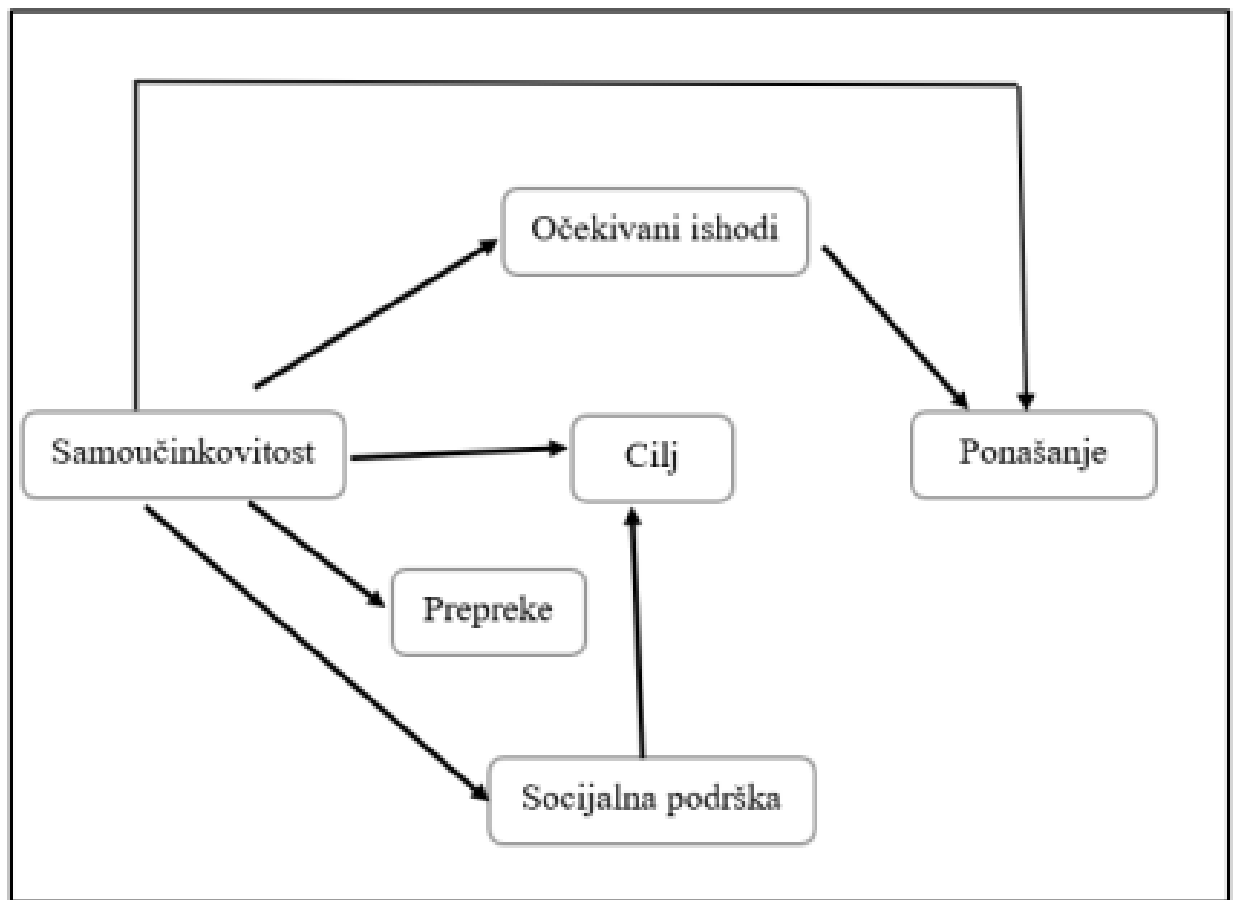 Očekivani ishodi
Samoučinkovitost
Cilj
Ponašanje
Prepreke
Socijalna podrška